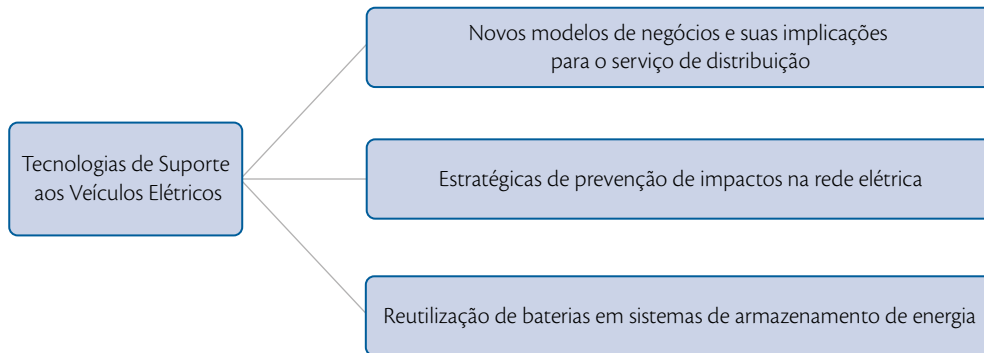 Novos modelos de negócios e suas implicações
para o serviço de distribuição
Tecnologias de Suporte
aos Veículos Elétricos
Estratégicas de prevenção de impactos na rede elétrica
Reutilização de baterias em sistemas de armazenamento de energia